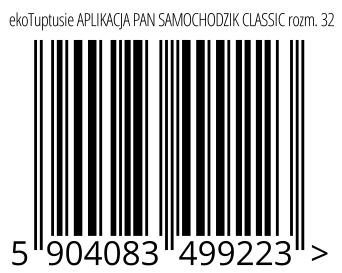 ekoTuptusie APLIKACJA PAN SAMOCHODZIK CLASSIC rozm. 32
5 904083 499223 >